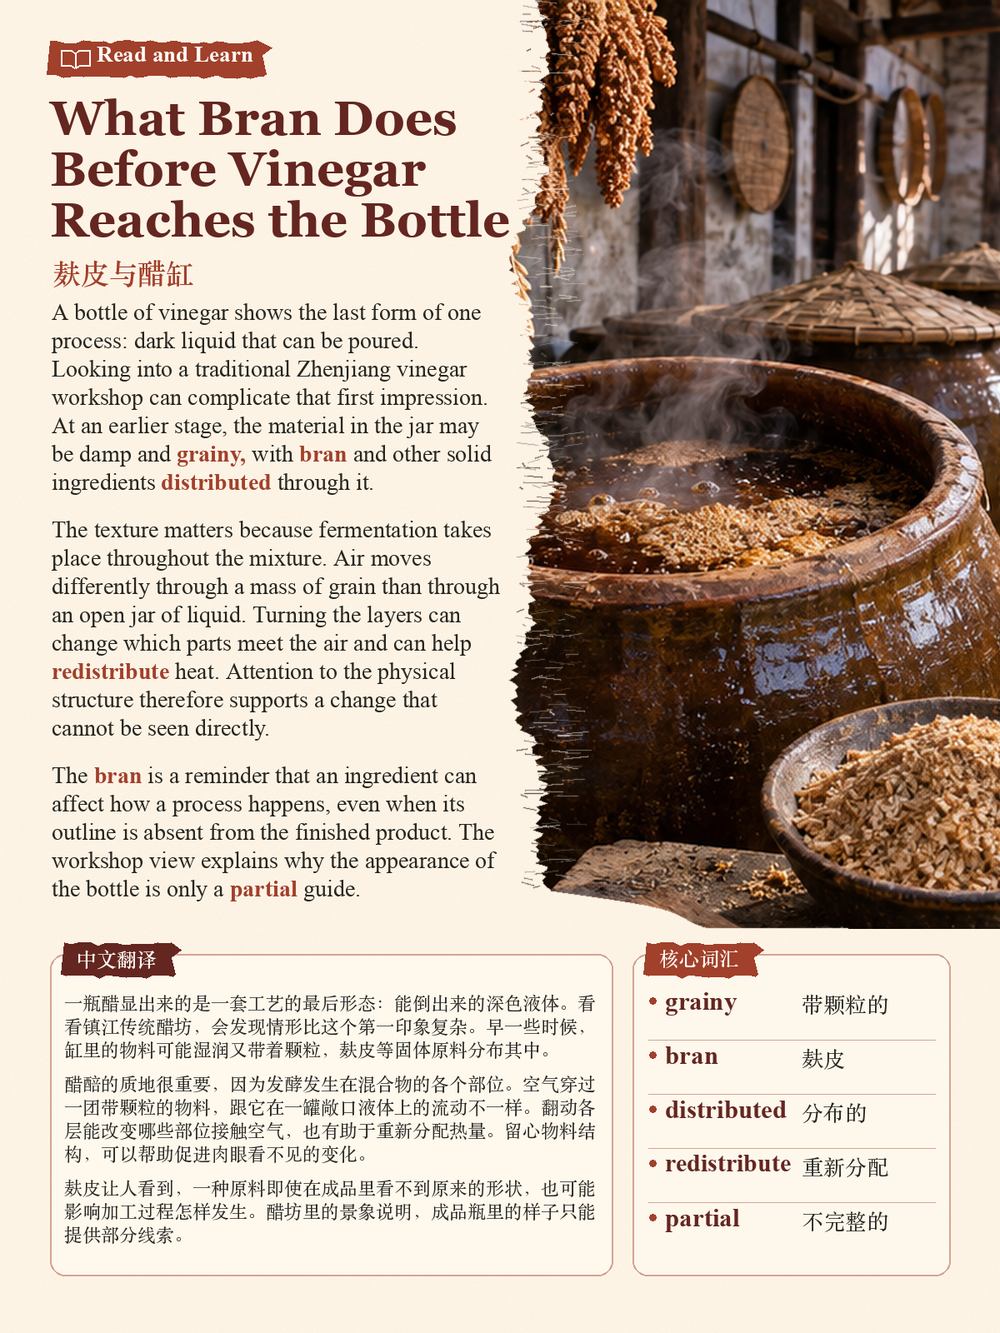 Read and Learn
What Bran Does
Before Vinegar
Reaches the Bottle
麸皮与醋缸
A bottle of vinegar shows the last form of one
process: dark liquid that can be poured.
Looking into a traditional Zhenjiang vinegar
workshop can complicate that first impression.
At an earlier stage, the material in the jar may
be damp and grainy, with bran and other solid
ingredients distributed through it.
The texture matters because fermentation takes
place throughout the mixture. Air moves
differently through a mass of grain than through
an open jar of liquid. Turning the layers can
change which parts meet the air and can help
redistribute heat. Attention to the physical
structure therefore supports a change that
cannot be seen directly.
The bran is a reminder that an ingredient can
affect how a process happens, even when its
outline is absent from the finished product. The
workshop view explains why the appearance of
the bottle is only a partial guide.
中文翻译
一瓶醋显出来的是一套工艺的最后形态：能倒出来的深色液体。看
看镇江传统醋坊，会发现情形比这个第一印象复杂。早一些时候，
缸里的物料可能湿润又带着颗粒，麸皮等固体原料分布其中。
醋醅的质地很重要，因为发酵发生在混合物的各个部位。空气穿过
一团带颗粒的物料，跟它在一罐敞口液体上的流动不一样。翻动各
层能改变哪些部位接触空气，也有助于重新分配热量。留心物料结
构，可以帮助促进肉眼看不见的变化。
麸皮让人看到，一种原料即使在成品里看不到原来的形状，也可能
影响加工过程怎样发生。醋坊里的景象说明，成品瓶里的样子只能
提供部分线索。
核心词汇
• grainy 带颗粒的
• bran 麸皮
• distributed 分布的
• redistribute 重新分配
• partial 不完整的